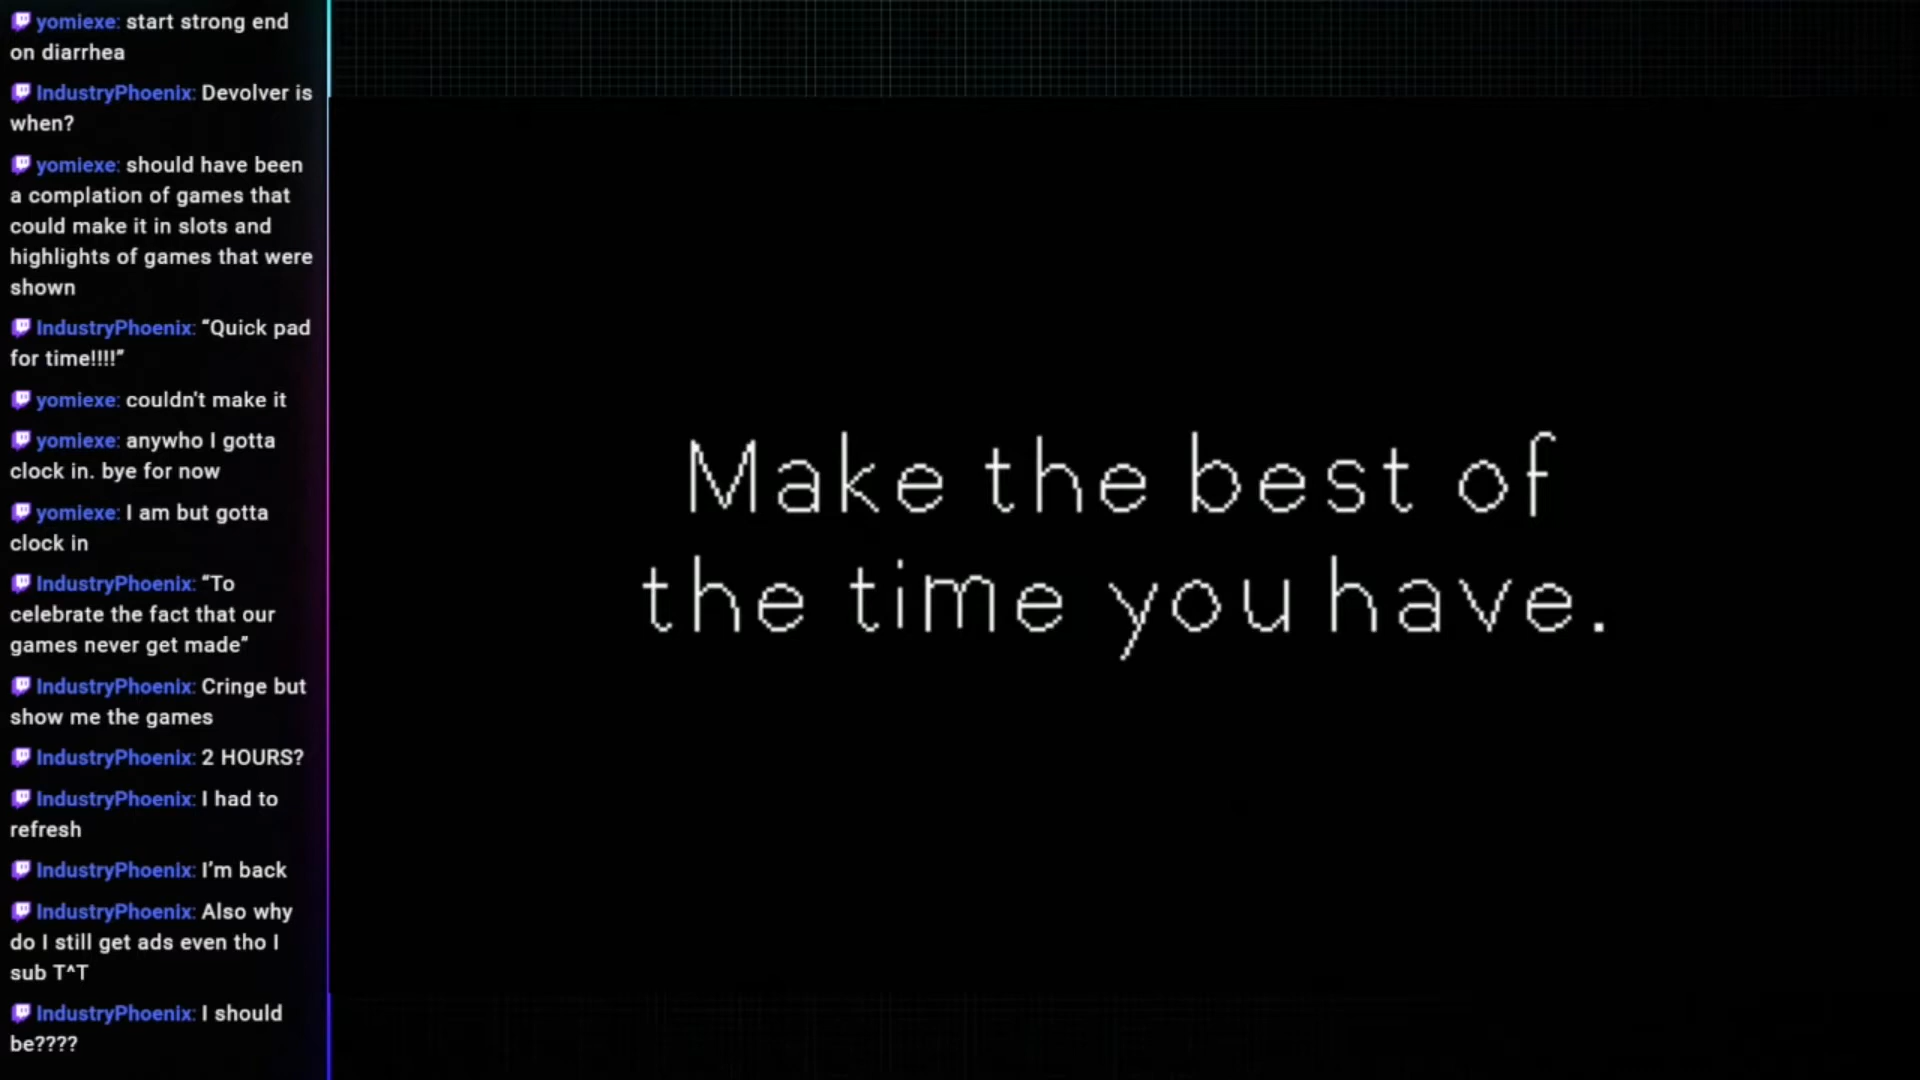 yomiexe: start strong end
on diarrhea
IndustryPhoenix: Devolver is
when?
yomiexe: should have been
a complation of games that
could make it in slots and
highlights of games that were
shown
IndustryPhoenix: “Quick pad
for time!!!!”
yomiexe: couldn't make it
yomiexe: anywho I gotta
clock in. bye for now
yomiexe: I am but gotta
clock in
IndustryPhoenix: “To
celebrate the fact that our
games never get made”
IndustryPhoenix: Cringe but
show me the games
IndustryPhoenix: 2 HOURS?
IndustryPhoenix: I had to
refresh
IndustryPhoenix: I’m back
IndustryPhoenix: Also why
do I still get ads even tho I
sub T^T
IndustryPhoenix: I should
be????
Make the best of
the time you have.